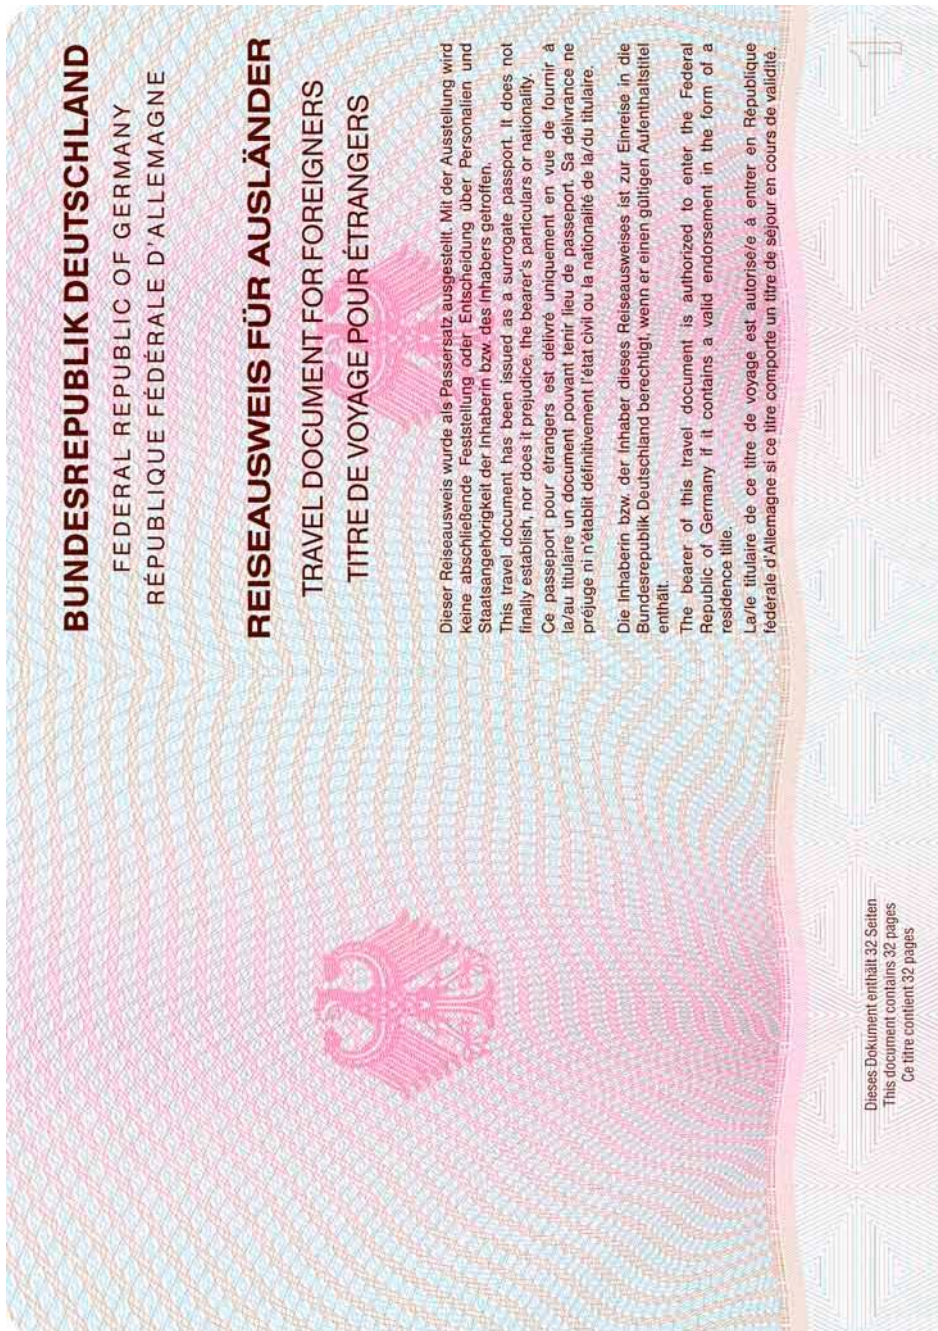 BUNDESREPUBLIK DEUTSCHLAND
FEDERAL REPUBLIC OF GERMANY
RÉPUBLIQUE FÉDÉRALE D'ALLEMAGNE
REISEAUSWEIS FÜR AUSLÄNDER
TRAVEL DOCUMENT FOR FOREIGNERS
TITRE DE VOYAGE POUR ÉTRANGERS
Dieser Reiseausweis wurde als Passersatz ausgestellt. Mit der Ausstellung wird
keine abschließende Feststellung oder Entscheidung über Personalien und
Staatsangehörigkeit der Inhaberin bzw. des Inhabers getroffen.
This travel document has been issued as a surrogate passport. It does not
finally establish, nor does it prejudice, the bearer's particulars or nationality.
Ce passeport pour étrangers est délivré uniquement en vue de fournir à
la/au titulaire un document pouvant tenir lieu de passeport. Sa délivrance ne
préjuge ni n'établit définitivement l'état civil ou la nationalité de la/du titulaire.
Die Inhaberin bzw. der Inhaber dieses Reiseausweises ist zur Einreise in die
Bundesrepublik Deutschland berechtigt, wenn er einen gültigen Aufenthaltstitel
enthält.
The bearer of this travel document is authorized to enter the Federal
Republic of Germany if it contains a valid endorsement in the form of a
residence title.
La/le titulaire de ce titre de voyage est autorisé/e à entrer en République
fédérale d'Allemagne si ce titre comporte un titre de séjour en cours de validité.
1
Dieses Dokument enthält 32 Seiten
This document contains 32 pages
Ce titre contient 32 pages